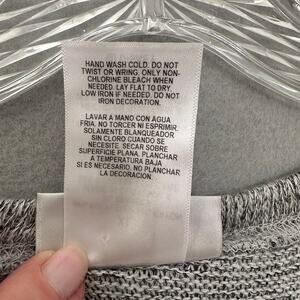 HAND WASH COLD. DO NOT
TWIST OR WRING. ONLY NON-
CHLORINE BLEACH WHEN
NEEDED. LAY FLAT TO DRY.
LOW IRON IF NEEDED. DO NOT
IRON DECORATION.
LAVAR A MANO CON AGUA
FRIA. NO TORCER NI ESPRIMIR.
SOLAMENTE BLANQUEADOR
SIN CLORO CUANDO SE
NECESITE. SECAR SOBRE
SUPERFICIE PLANA. PLANCHAR
A TEMPERATURA BAJA
SI ES NECESARIO. NO PLANCHAR
LA DECORACION.